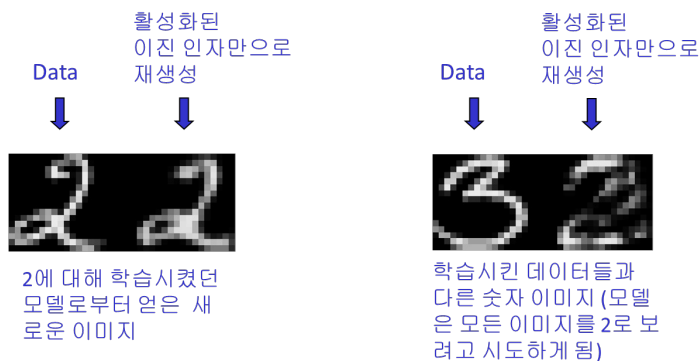 활성화된
이진 인자만으로
재생성
Data
2에 대해 학습시켰던
모델로부터 얻은 새
로운 이미지
활성화된
이진 인자만으로
재생성
Data
학습시킨 데이터들과
다른 숫자 이미지 (모델
은 모든 이미지를 2로 보
려고 시도하게 됨)